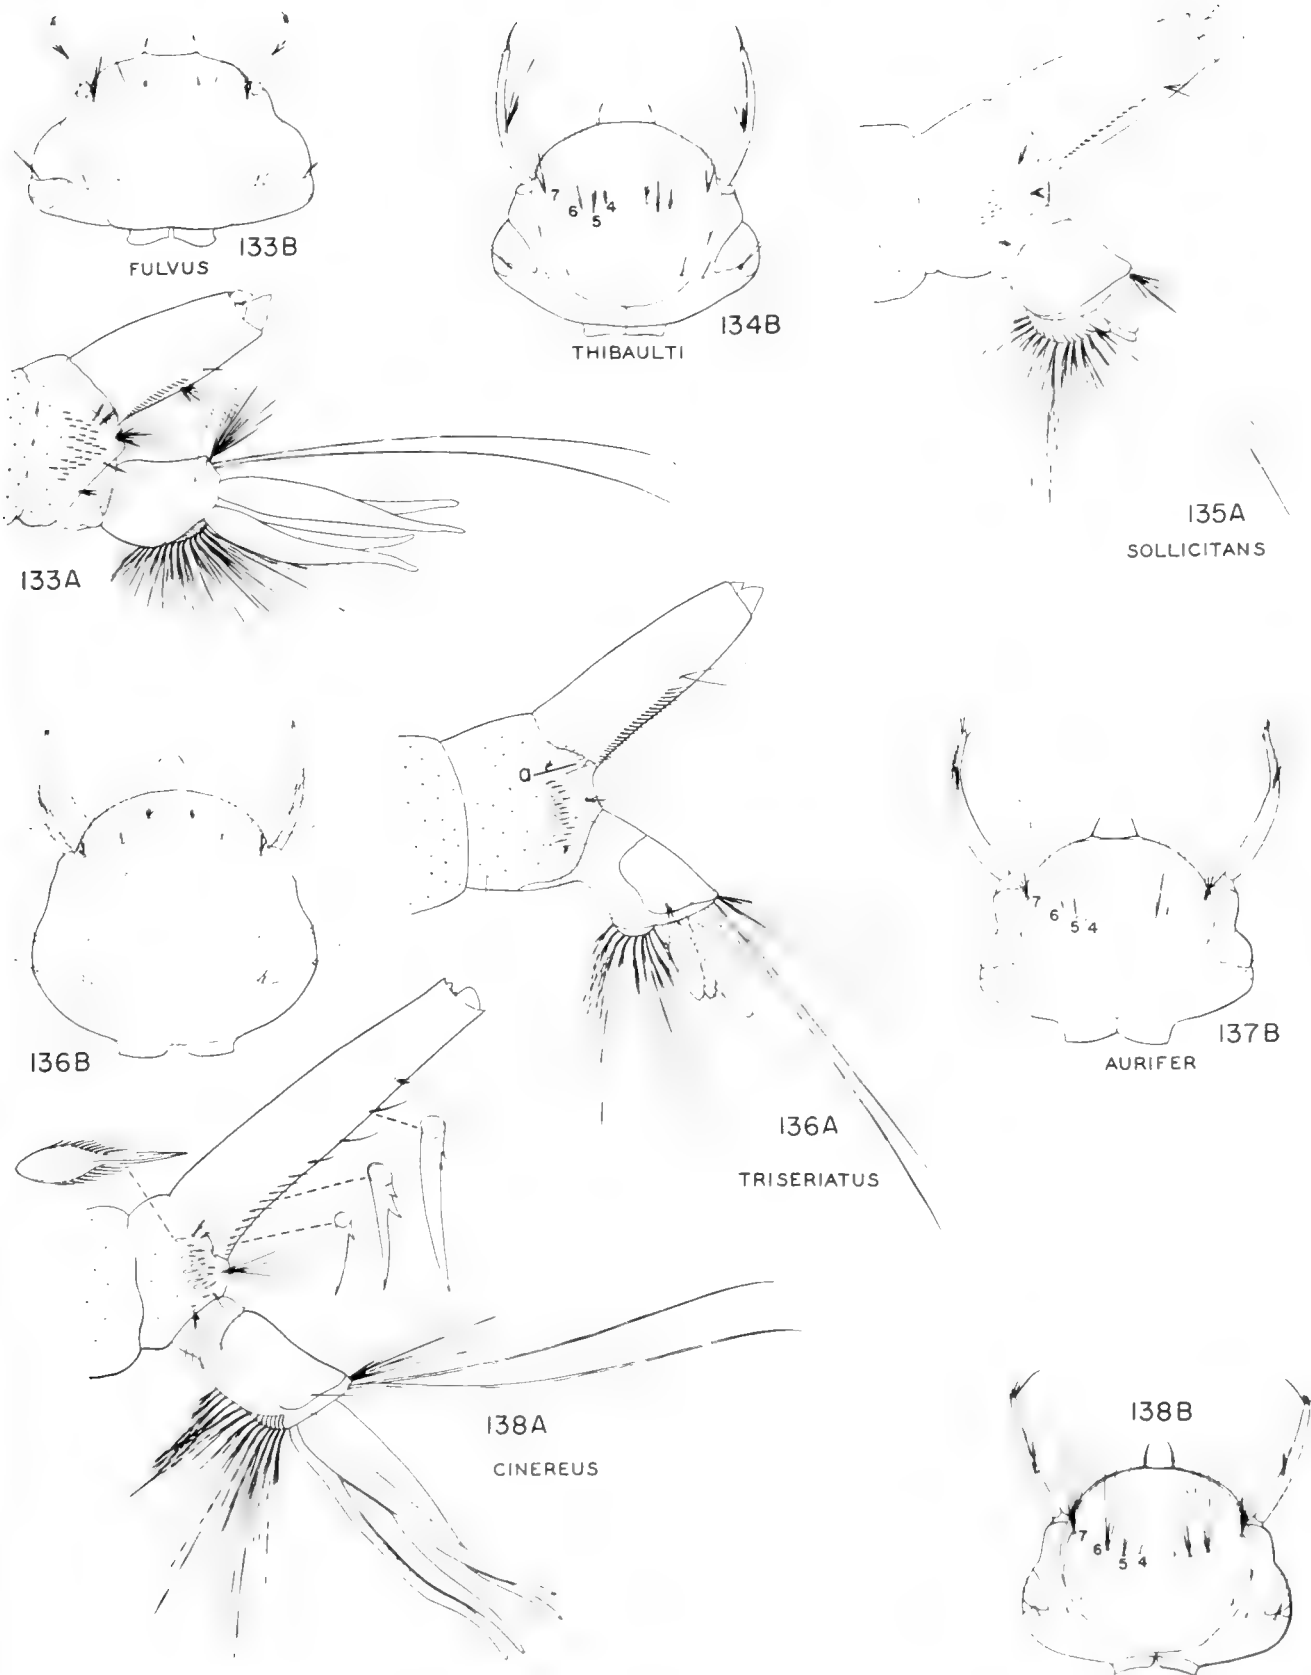 133B
FULVUS
7
6
5
4
134B
THIBAULTI
135A
SOLLICITANS
133A
a
136A
TRISERIATUS
136B
7
6
5
4
137B
AURIFER
138A
CINEREUS
138B
7
6
5
4